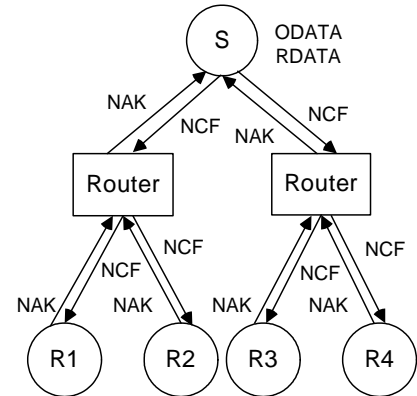 S
ODATA
RDATA
NAK
NCF
NAK
NCF
Router
Router
NAK
NCF
NAK
NCF
NAK
NCF
NAK
NCF
R1
R2
R3
R4